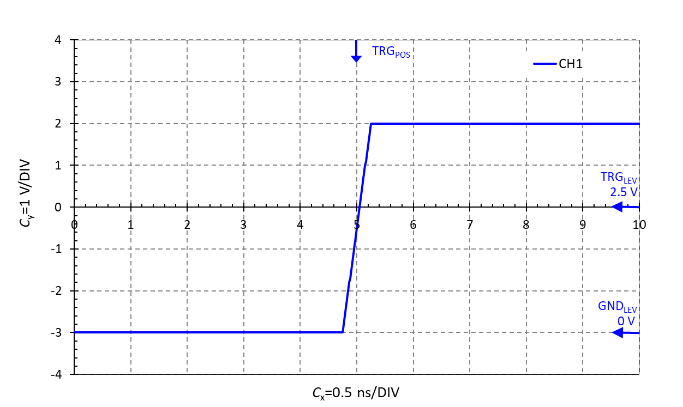 4
TRGPOS
3
CH1
2
1
TRGLEV
2.5 V
0
0 1 2 3 4 5 6 7 8 9 10
-1
-2
GNDLEV
0 V
-3
-4
Cy=1 V/DIV
Cx=0.5 ns/DIV